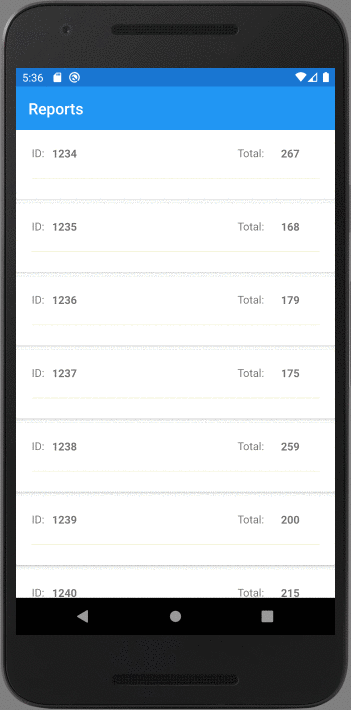 5:36
Reports
ID: 1234 Total: 267
ID: 1235 Total: 168
ID: 1236 Total: 179
ID: 1237 Total: 175
ID: 1238 Total: 259
ID: 1239 Total: 200
ID: 1240 Total: 215